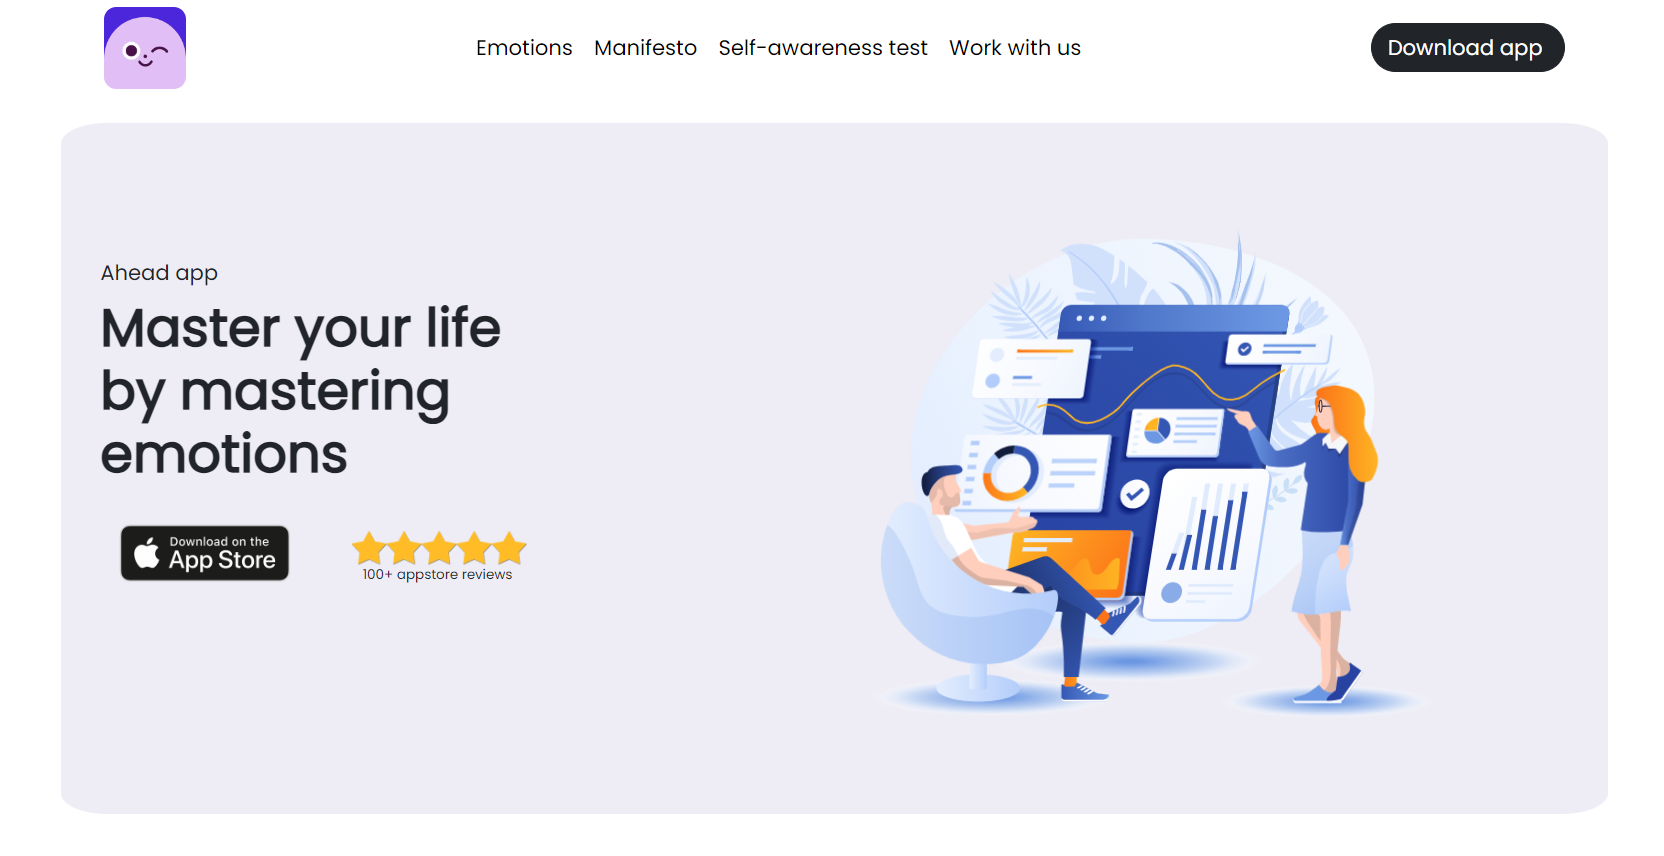 Emotions Manifesto Self-awareness test Work with us
Download app
Ahead app
Master your life
by mastering
emotions
Download on the
App Store
100+ appstore reviews